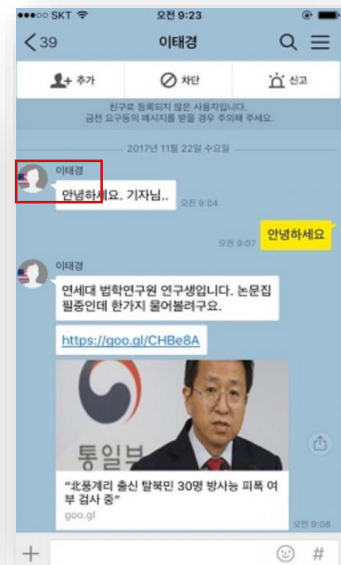 SKT 오전 9:23
39 이태경
추가 차단 신고
친구로 등록되지 않은 사용자입니다.
금전 요구등의 메시지를 받을 경우 주의해 주세요.
2017년 11월 22일 수요일
이태경
안녕하세요. 기자님..
오전 9:04
안녕하세요
오전 9:07
이태경
연세대 법학연구원 연구생입니다. 논문집
필중인데 한가지 물어볼려구요.
https://goo.gl/CHBe8A
통일부
“北풍계리 출신 탈북민 30명 방사능 피폭 여
부 검사 중”
goo.gl
오전 9:08
+ #